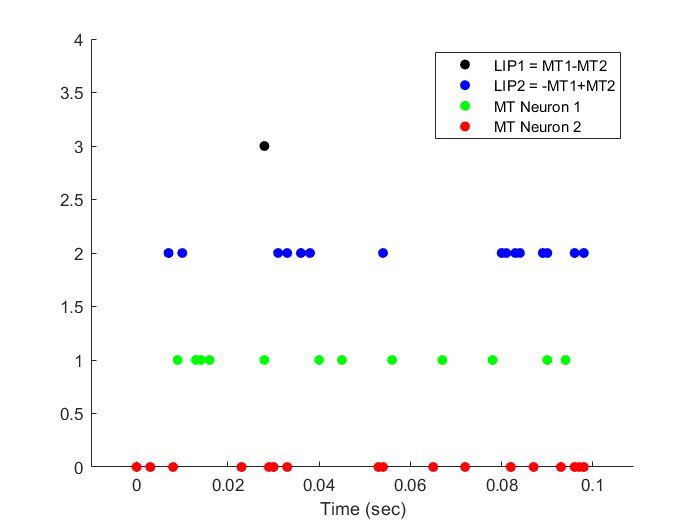 4
3.5
3
2.5
2
1.5
1
0.5
0
LIP1 = MT1-MT2
LIP2 = -MT1+MT2
MT Neuron 1
MT Neuron 2
0 0.02 0.04 0.06 0.08 0.1
Time (sec)